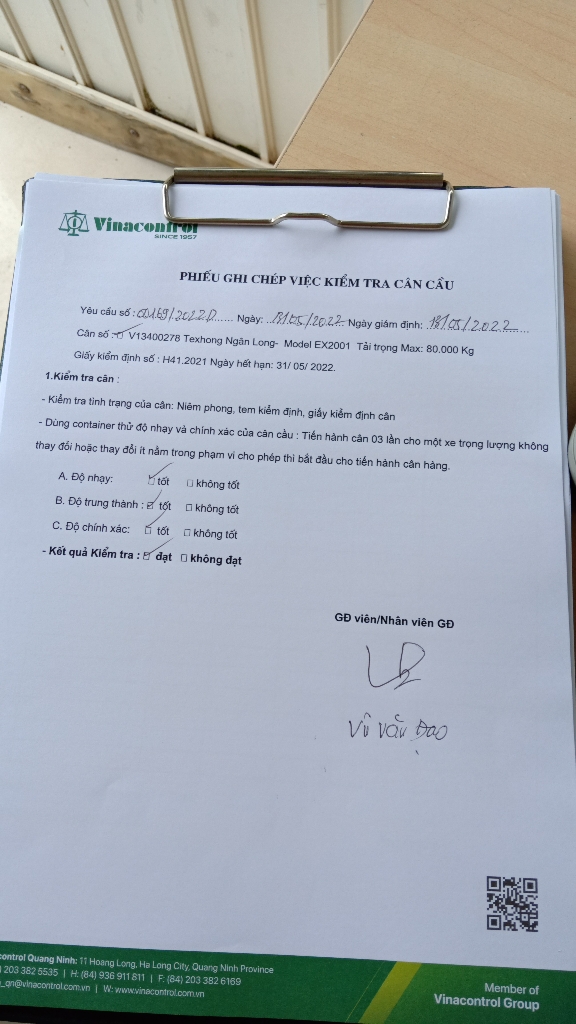 Vinacontrol
SINCE 1957
PHIẾU GHI CHÉP VIỆC KIỂM TRA CÂN CẦU
Yêu cầu số : 00169/2022D...... Ngày: 18/05/2022 Ngày giám định: 18/05/2022....
Cân số : V13400278 Texhong Ngân Long- Model EX2001 Tải trọng Max: 80.000 Kg
Giấy kiểm định số : H41.2021 Ngày hết hạn: 31/ 05/ 2022.
1.Kiểm tra cân :
- Kiểm tra tình trạng của cân: Niêm phong, tem kiểm định, giấy kiểm định cân
- Dùng container thử độ nhạy và chính xác của cân cầu : Tiến hành cân 03 lần cho một xe trọng lượng không
thay đổi hoặc thay đổi ít nằm trong phạm vi cho phép thì bắt đầu cho tiến hành cân hàng.
A. Độ nhạy: ☑ tốt □ không tốt
B. Độ trung thành : ☑ tốt □ không tốt
C. Độ chính xác: ☑ tốt □ không tốt
- Kết quả Kiểm tra : ☑ đạt □ không đạt
GĐ viên/Nhân viên GĐ
Vũ Văn Đạo
control Quang Ninh: 11 Hoang Long, Ha Long City, Quang Ninh Province
203 382 5535 | H: (84) 936 911 811 | F: (84) 203 382 6169
_qn@vinacontrol.com.vn | W: www.vinacontrol.com.vn
Member of
Vinacontrol Group